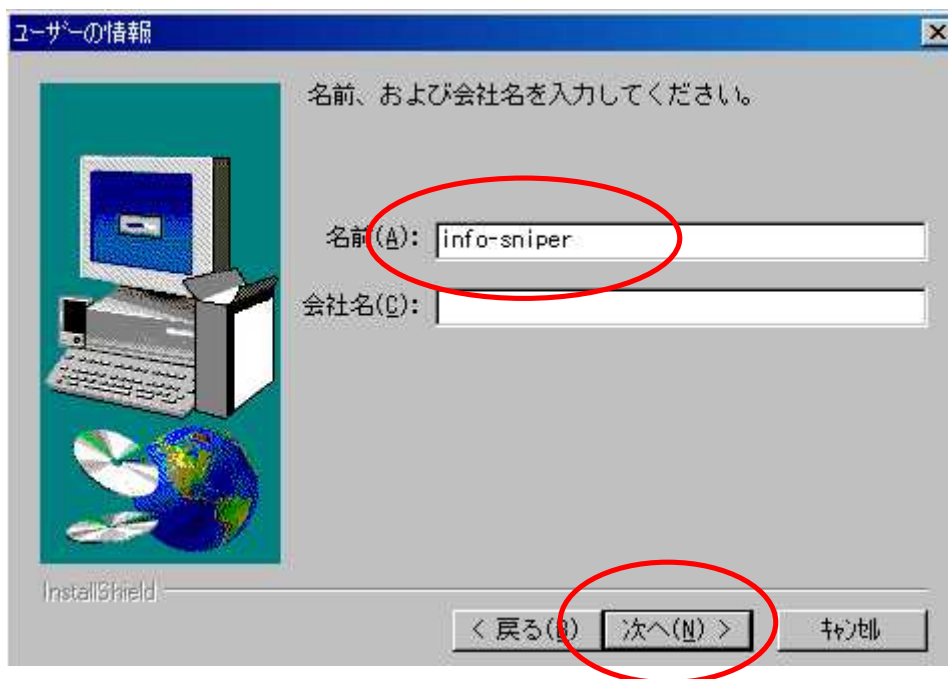 ユーザーの情報
名前、および会社名を入力してください。
名前(A): info-sniper
会社名(C):
InstallShield
< 戻る(B) 次へ(N) > キャンセル